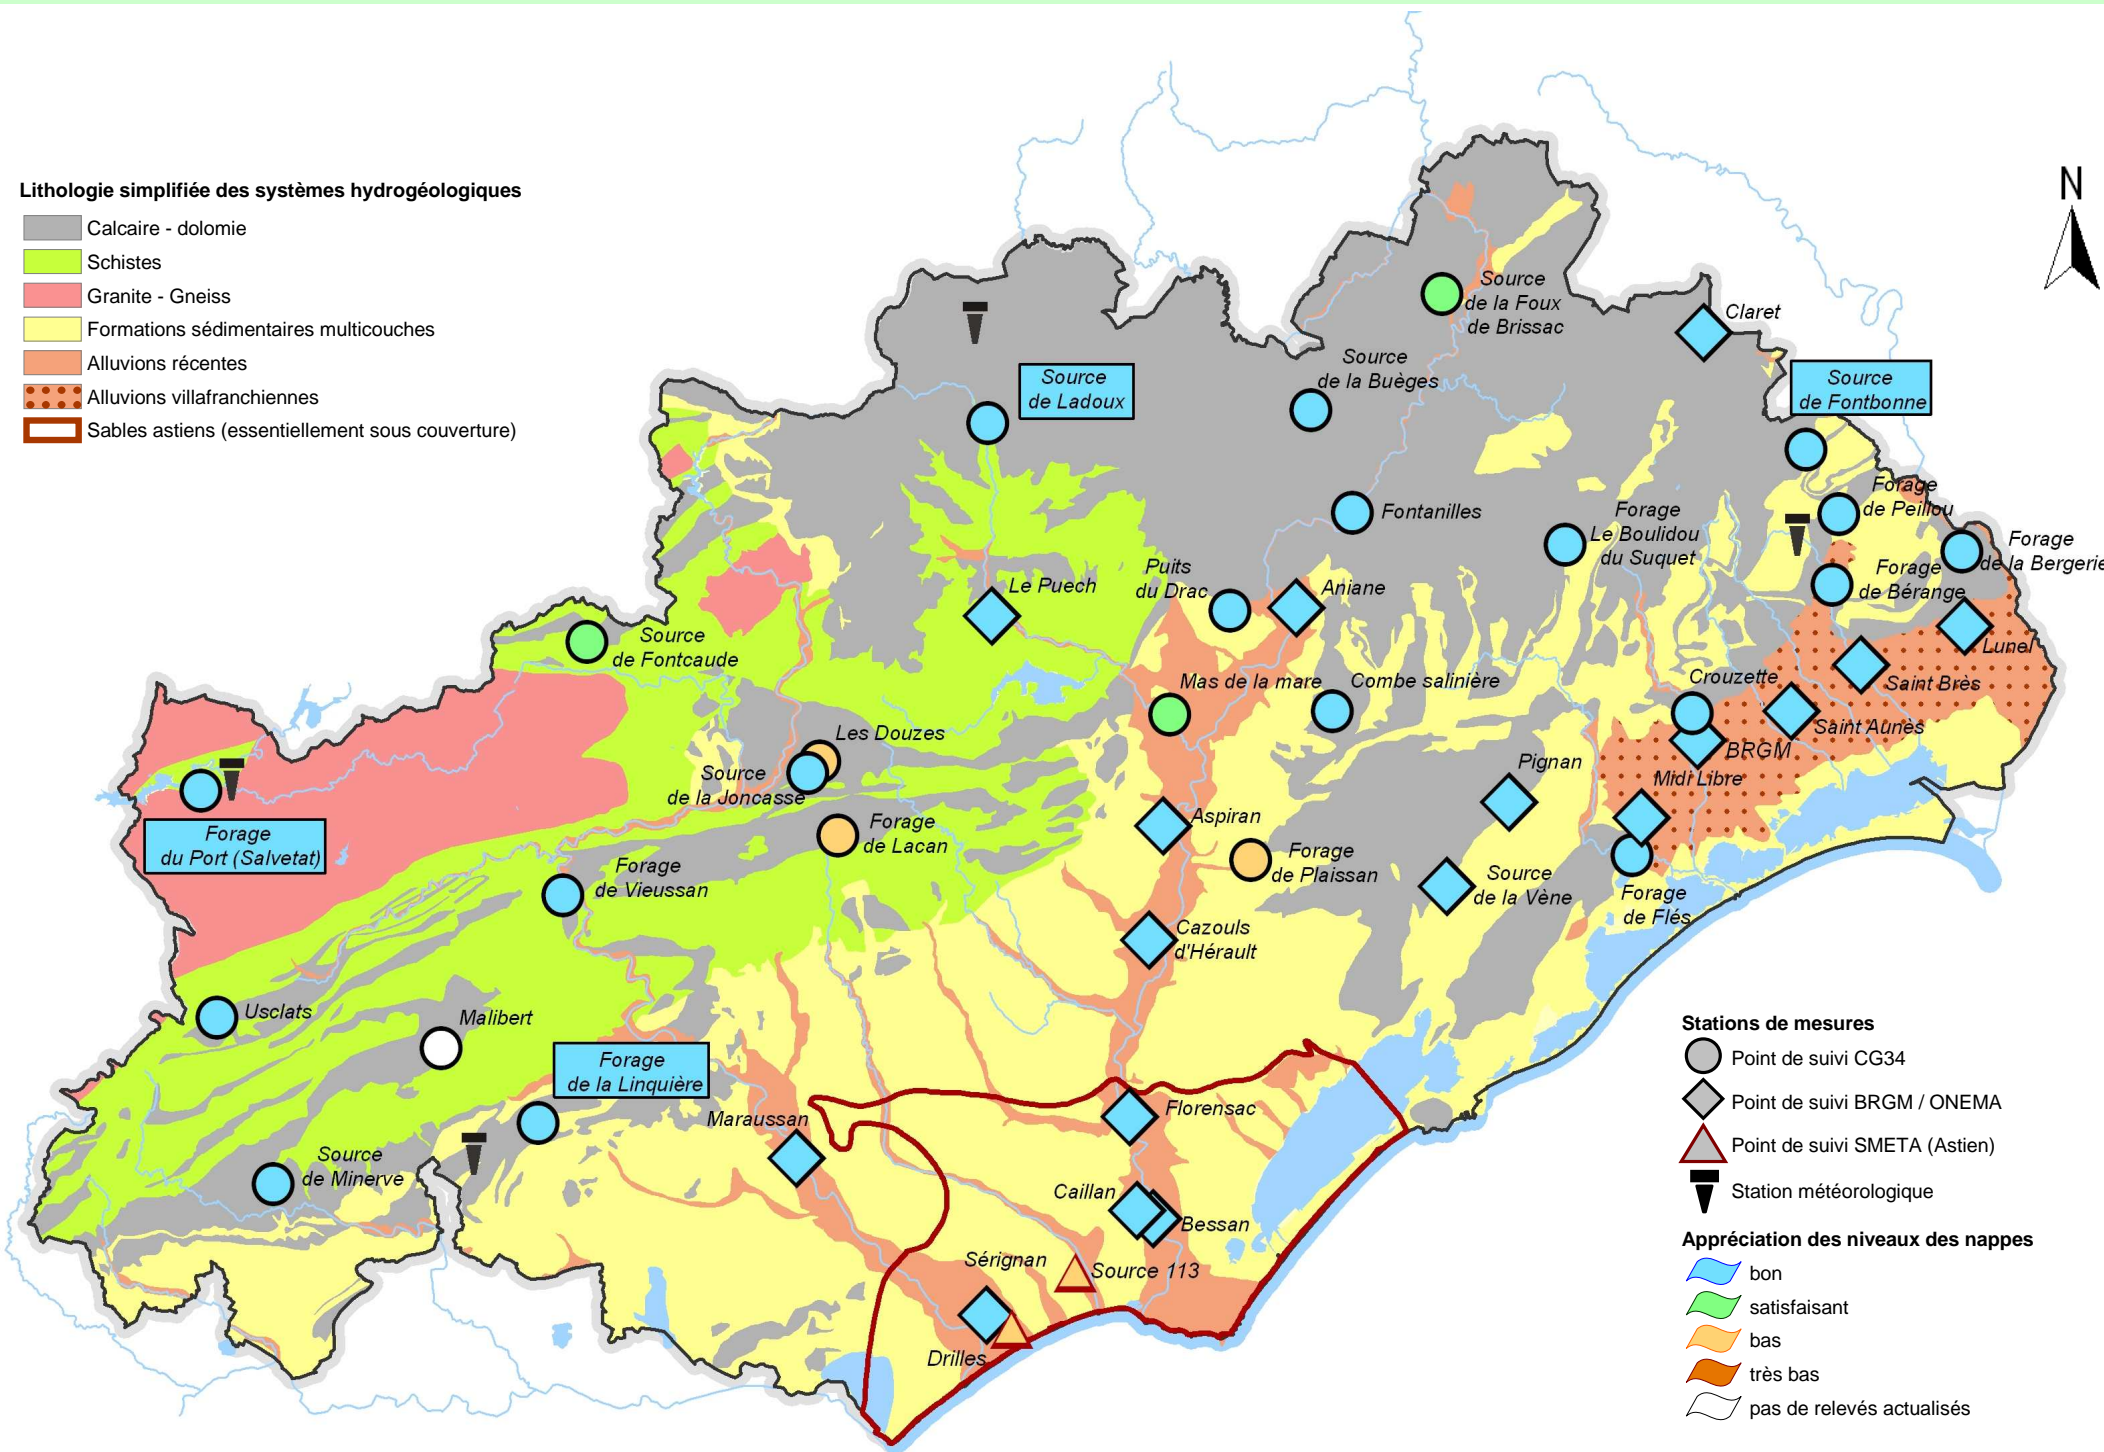 Lithologie simplifiée des systèmes hydrogéologiques
Calcaire - dolomie
Schistes
Granite - Gneiss
Formations sédimentaires multicouches
Alluvions récentes
Alluvions villafranchiennes
Sables astiens (essentiellement sous couverture)
N
Source
de la Foux
de Brissac
Claret
Source
de la Buèges
Source
de Ladoux
Source
de Fontbonne
Fontanilles
Forage
Le Boulidou
du Suquet
Forage
de Peillou
Forage
de la Bergerie
Forage
de Bérange
Puits
du Drac
Aniane
Le Puech
Lunel
Source
de Fontcaude
Mas de la mare
Combe salinière
Crouzette
Saint Brès
Saint Aunès
BRGM
Les Douzes
Source
de la Joncasse
Pignan
Midi Libre
Forage
du Port (Salvetat)
Forage
de Lacan
Aspiran
Forage
de Plaissan
Forage
de Vieussan
Source
de la Vène
Forage
de Flés
Cazouls
d'Hérault
Usclats
Malibert
Forage
de la Linquière
Maraussan
Florensac
Source
de Minerve
Caillan
Bessan
Sérignan
Source 113
Drilles
Stations de mesures
Point de suivi CG34
Point de suivi BRGM / ONEMA
Point de suivi SMETA (Astien)
Station météorologique
Appréciation des niveaux des nappes
bon
satisfaisant
bas
très bas
pas de relevés actualisés